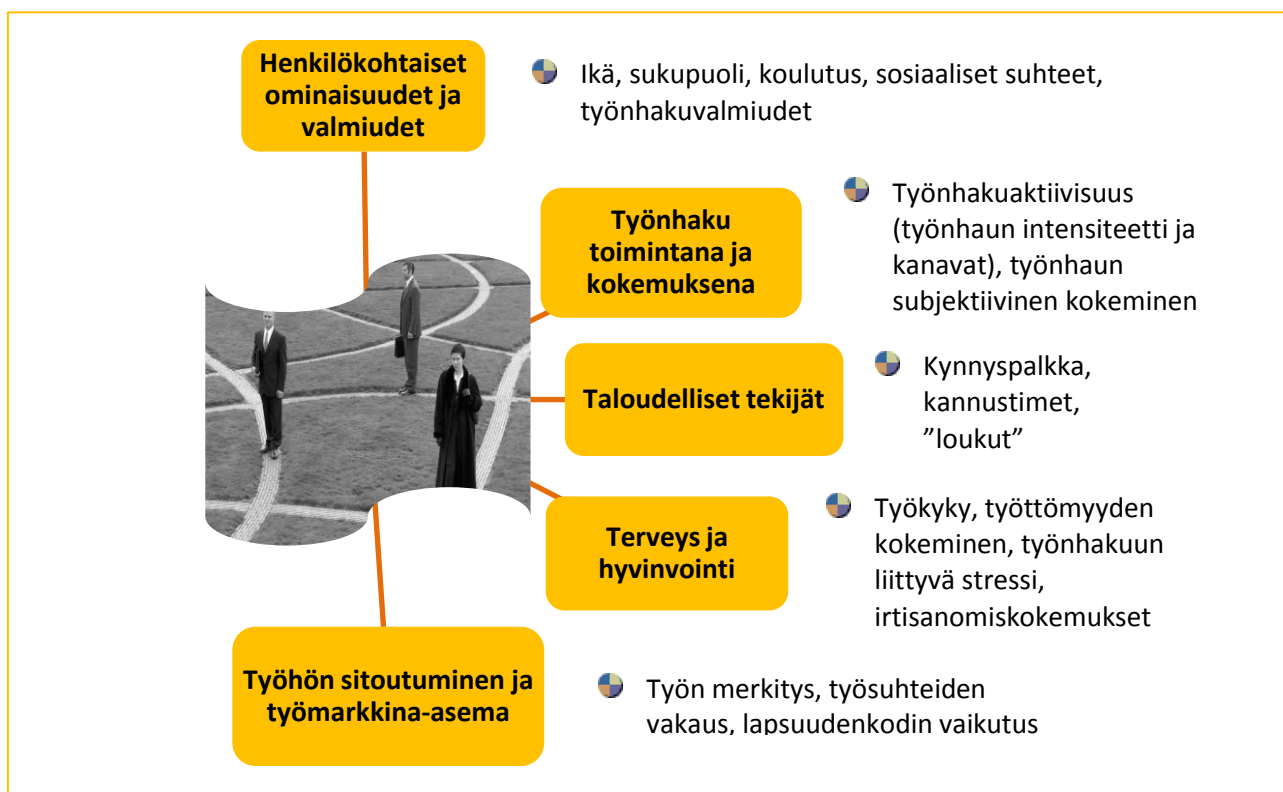 Henkilökohtaiset
ominaisuudet ja
valmiudet
Ikä, sukupuoli, koulutus, sosiaaliset suhteet,
työnhakuvalmiudet
Työnhaku
toimintana ja
kokemuksena
Työnhakuaktiivisuus
(työnhaun intensiteetti ja
kanavat), työnhaun
subjektiivinen kokeminen
Taloudelliset tekijät
Kynnyspalkka,
kannustimet,
”loukut”
Terveys ja
hyvinvointi
Työkyky, työttömyyden
kokeminen, työnhakuun
liittyvä stressi,
irtisanomiskokemukset
Työhön sitoutuminen ja
työmarkkina-asema
Työn merkitys, työsuhteiden
vakaus, lapsuudenkodin vaikutus